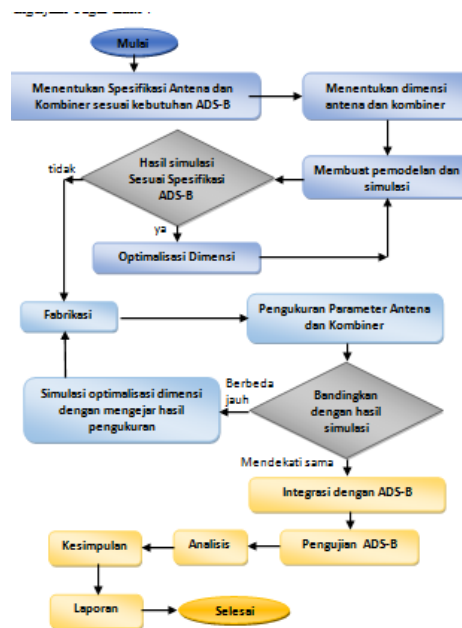 Mulai
Menentukan Spesifikasi Antena dan
Kombiner sesuai kebutuhan ADS-B
Menentukan dimensi
antena dan kombiner
Hasil simulasi
Sesuai Spesifikasi
ADS-B
tidak
Membuat pemodelan dan
simulasi
ya
Optimalisasi Dimensi
Fabrikasi
Pengukuran Parameter Antena
dan Kombiner
Simulasi optimalisasi dimensi
dengan mengejar hasil
pengukuran
Berbeda
jauh
Bandingkan
dengan hasil
simulasi
Mendekati sama
Integrasi dengan ADS-B
Kesimpulan
Analisis
Pengujian ADS-B
Laporan
Selesai